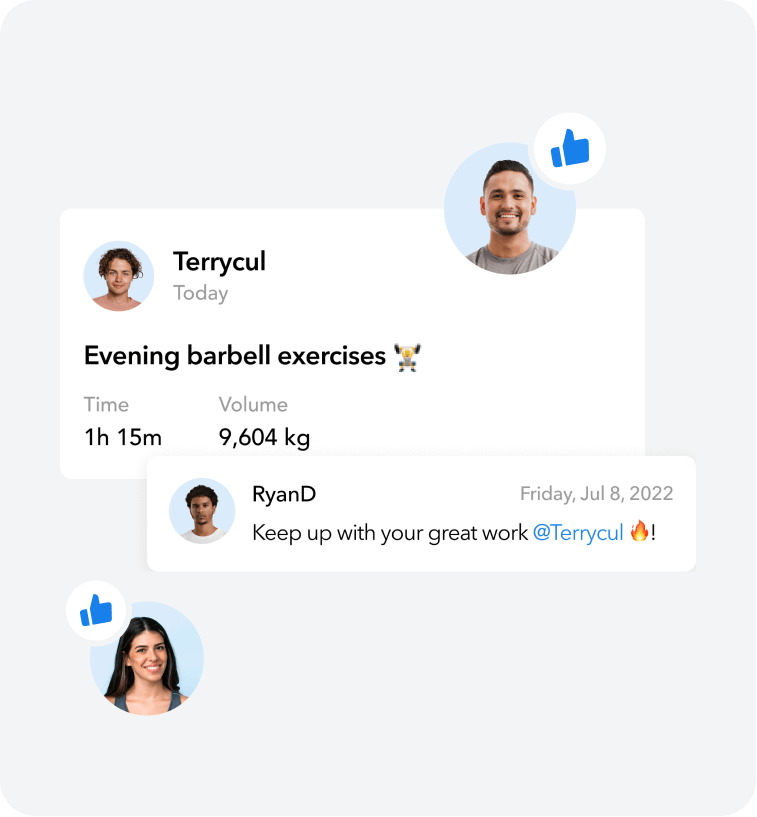 Terrycul
Today
Evening barbell exercises 🏋️
Time Volume
1h 15m 9,604 kg
RyanD Friday, Jul 8, 2022
Keep up with your great work @Terrycul 🔥!